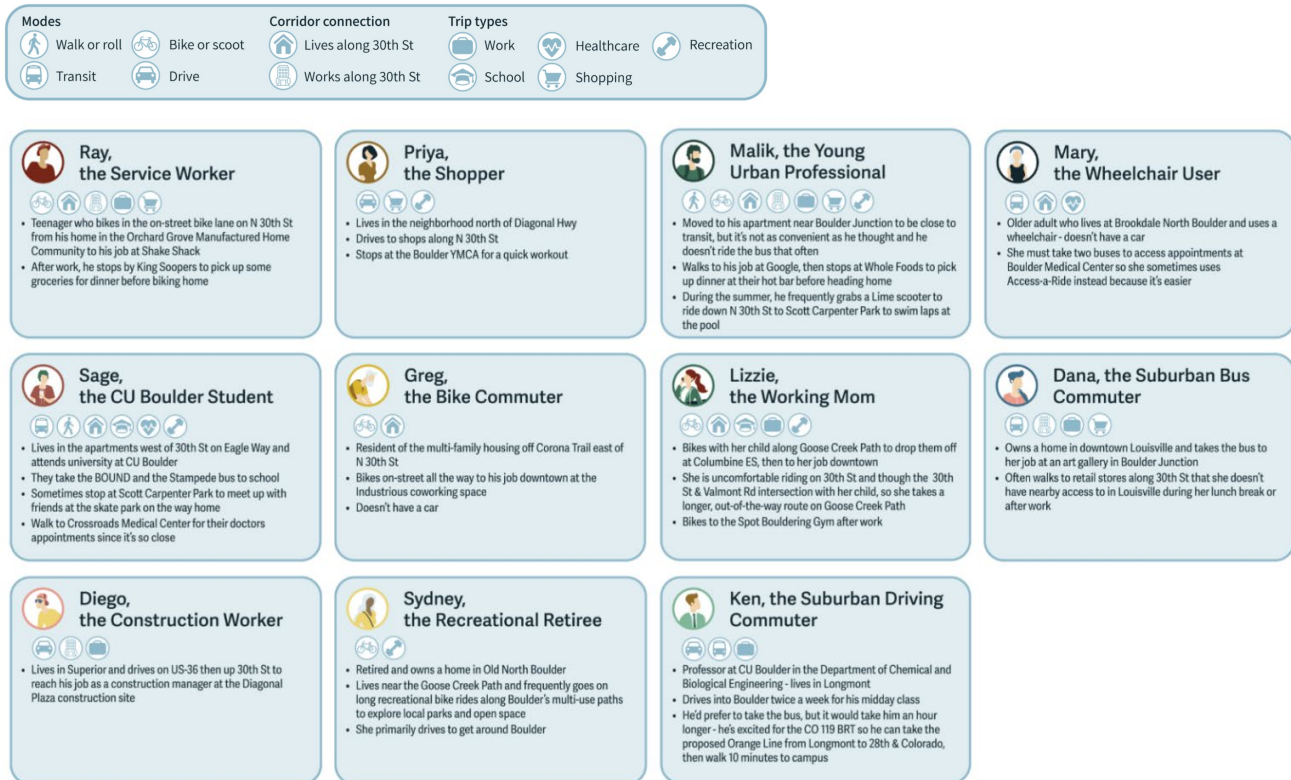 Modes
Walk or roll
Bike or scoot
Transit
Drive
Corridor connection
Lives along 30th St
Works along 30th St
Trip types
Work
Healthcare
Recreation
School
Shopping
Ray,
the Service Worker
• Teenager who bikes in the on-street bike lane on N 30th St
from his home in the Orchard Grove Manufactured Home
Community to his job at Shake Shack
• After work, he stops by King Soopers to pick up some
groceries for dinner before biking home
Priya,
the Shopper
• Lives in the neighborhood north of Diagonal Hwy
• Drives to shops along N 30th St
• Stops at the Boulder YMCA for a quick workout
Malik, the Young
Urban Professional
• Moved to his apartment near Boulder Junction to be close to
transit, but it's not as convenient as he thought and he
doesn't ride the bus that often
• Walks to his job at Google, then stops at Whole Foods to pick
up dinner at their hot bar before heading home
• During the summer, he frequently grabs a Lime scooter to
ride down N 30th St to Scott Carpenter Park to swim laps at
the pool
Mary,
the Wheelchair User
• Older adult who lives at Brookdale North Boulder and uses a
wheelchair - doesn't have a car
• She must take two buses to access appointments at
Boulder Medical Center so she sometimes uses
Access-a-Ride instead because it's easier
Sage,
the CU Boulder Student
• Lives in the apartments west of 30th St on Eagle Way and
attends university at CU Boulder
• They take the BOUND and the Stampede bus to school
• Sometimes stop at Scott Carpenter Park to meet up with
friends at the skate park on the way home
• Walk to Crossroads Medical Center for their doctors
appointments since it's so close
Greg,
the Bike Commuter
• Resident of the multi-family housing off Corona Trail east of
N 30th St
• Bikes on-street all the way to his job downtown at the
Industrious coworking space
• Doesn't have a car
Lizzie,
the Working Mom
• Bikes with her child along Goose Creek Path to drop them off
at Columbine ES, then to her job downtown
• She is uncomfortable riding on 30th St and though the 30th
St & Valmont Rd intersection with her child, so she takes a
longer, out-of-the-way route on Goose Creek Path
• Bikes to the Spot Bouldering Gym after work
Dana, the Suburban Bus
Commuter
• Owns a home in downtown Louisville and takes the bus to
her job at an art gallery in Boulder Junction
• Often walks to retail stores along 30th St that she doesn't
have nearby access to in Louisville during her lunch break or
after work
Diego,
the Construction Worker
• Lives in Superior and drives on US-36 then up 30th St to
reach his job as a construction manager at the Diagonal
Plaza construction site
Sydney,
the Recreational Retiree
• Retired and owns a home in Old North Boulder
• Lives near the Goose Creek Path and frequently goes on
long recreational bike rides along Boulder's multi-use paths
to explore local parks and open space
• She primarily drives to get around Boulder
Ken, the Suburban Driving
Commuter
• Professor at CU Boulder in the Department of Chemical and
Biological Engineering - lives in Longmont
• Drives into Boulder twice a week for his midday class
• He'd prefer to take the bus, but it would take him an hour
longer - he's excited for the CO 119 BRT so he can take the
proposed Orange Line from Longmont to 28th & Colorado,
then walk 10 minutes to campus